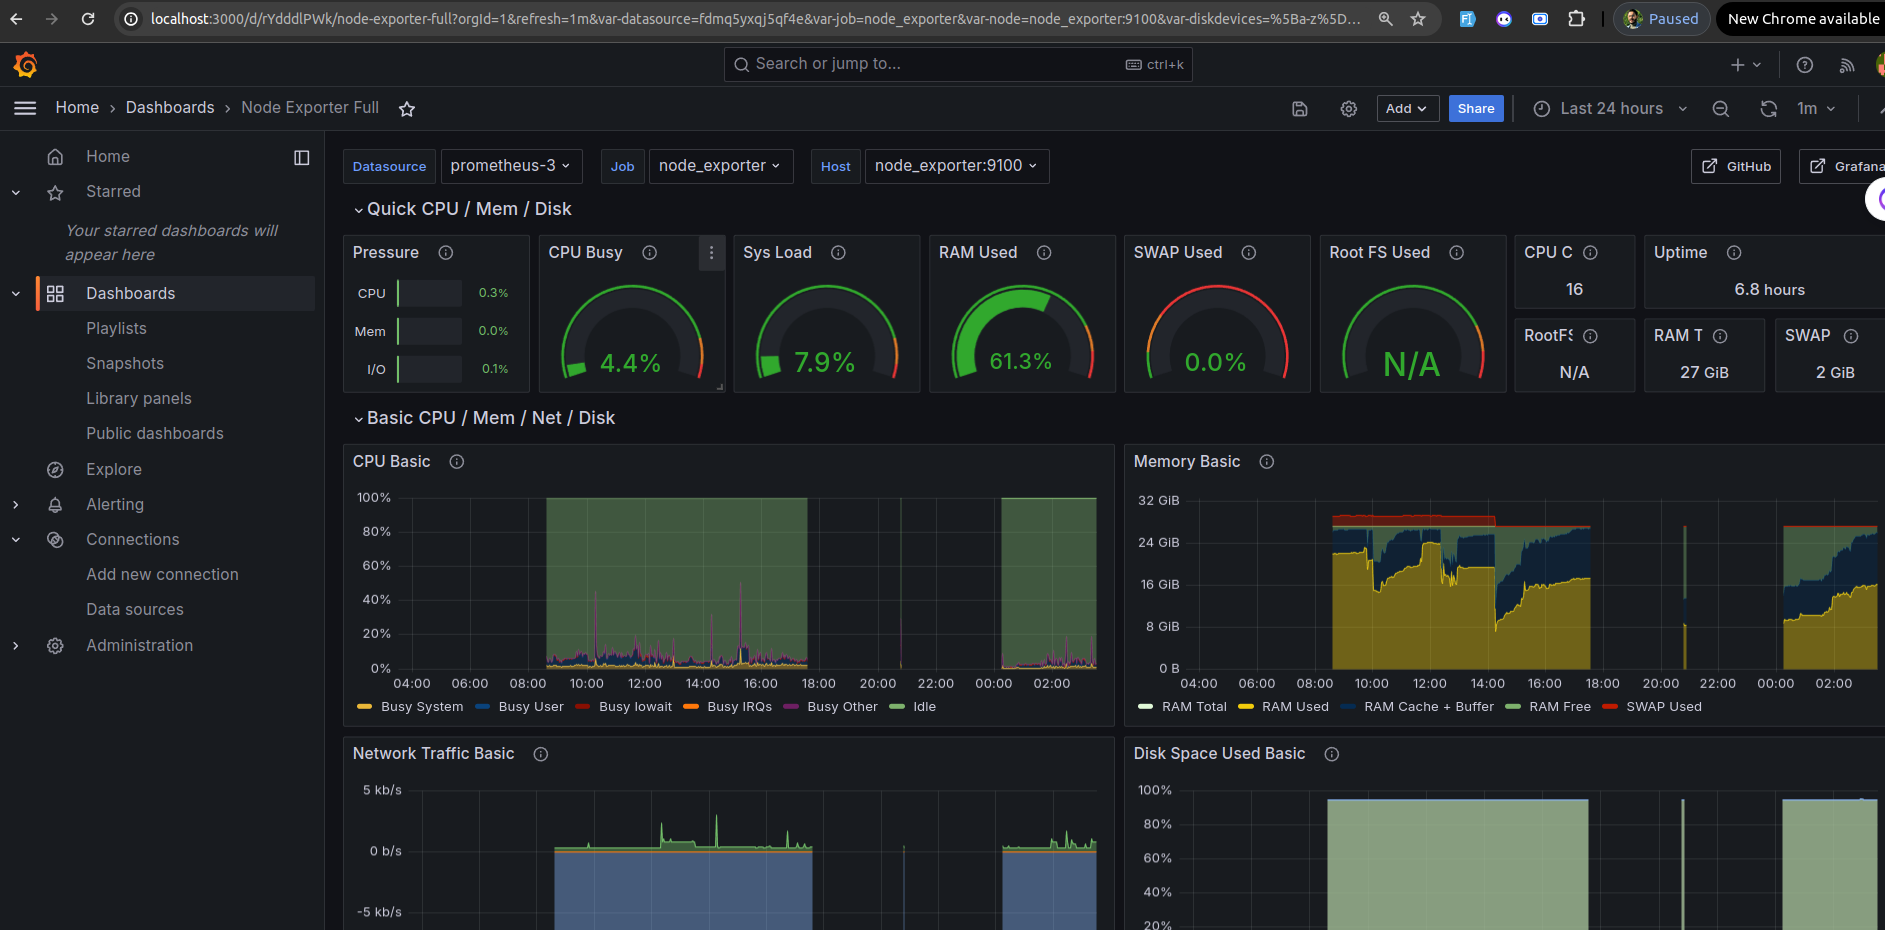 localhost:3000/d/rYdddlPWk/node-exporter-full?orgId=1&refresh=1m&var-datasource=fdmq5yxqj5qf4e&var-job=node_exporter&var-node=node_exporter:9100&var-diskdevices=%5Ba-z%5D...
Paused
New Chrome available
Search or jump to...
ctrl+k
Home › Dashboards › Node Exporter Full
Add
Share
Last 24 hours
1m
Home
Starred
Your starred dashboards will
appear here
Dashboards
Playlists
Snapshots
Library panels
Public dashboards
Explore
Alerting
Connections
Add new connection
Data sources
Administration
Datasource prometheus-3 Job node_exporter Host node_exporter:9100
GitHub
Grafana
Quick CPU / Mem / Disk
Pressure
CPU 0.3%
Mem 0.0%
I/O 0.1%
CPU Busy
4.4%
Sys Load
7.9%
RAM Used
61.3%
SWAP Used
0.0%
Root FS Used
N/A
CPU C
16
Uptime
6.8 hours
RootFS
N/A
RAM T
27 GiB
SWAP
2 GiB
Basic CPU / Mem / Net / Disk
CPU Basic
100%
80%
60%
40%
20%
0%
04:00 06:00 08:00 10:00 12:00 14:00 16:00 18:00 20:00 22:00 00:00 02:00
Busy System Busy User Busy Iowait Busy IRQs Busy Other Idle
Memory Basic
32 GiB
24 GiB
16 GiB
8 GiB
0 B
04:00 06:00 08:00 10:00 12:00 14:00 16:00 18:00 20:00 22:00 00:00 02:00
RAM Total RAM Used RAM Cache + Buffer RAM Free SWAP Used
Network Traffic Basic
5 kb/s
0 b/s
-5 kb/s
Disk Space Used Basic
100%
80%
60%
40%
20%